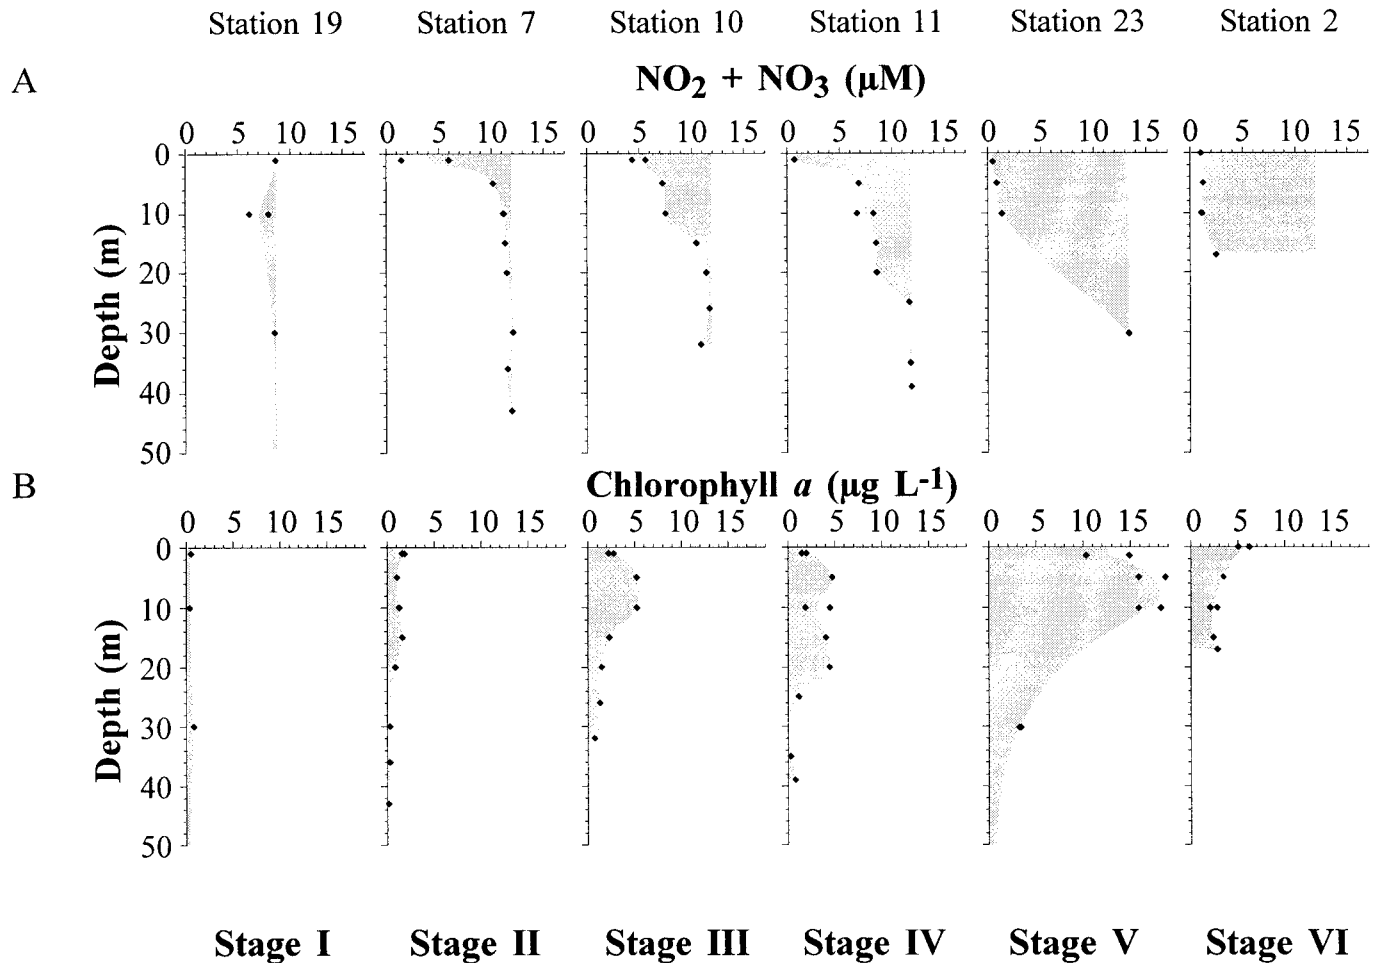 Station 19 Station 7 Station 10 Station 11 Station 23 Station 2
A
NO2 + NO3 (µM)
0 5 10 15 0 5 10 15 0 5 10 15 0 5 10 15 0 5 10 15 0 5 10 15
0
10
20
30
40
50
Depth (m)
B
Chlorophyll a (µg L-1)
0 5 10 15 0 5 10 15 0 5 10 15 0 5 10 15 0 5 10 15 0 5 10 15
0
10
20
30
40
50
Depth (m)
Stage I Stage II Stage III Stage IV Stage V Stage VI